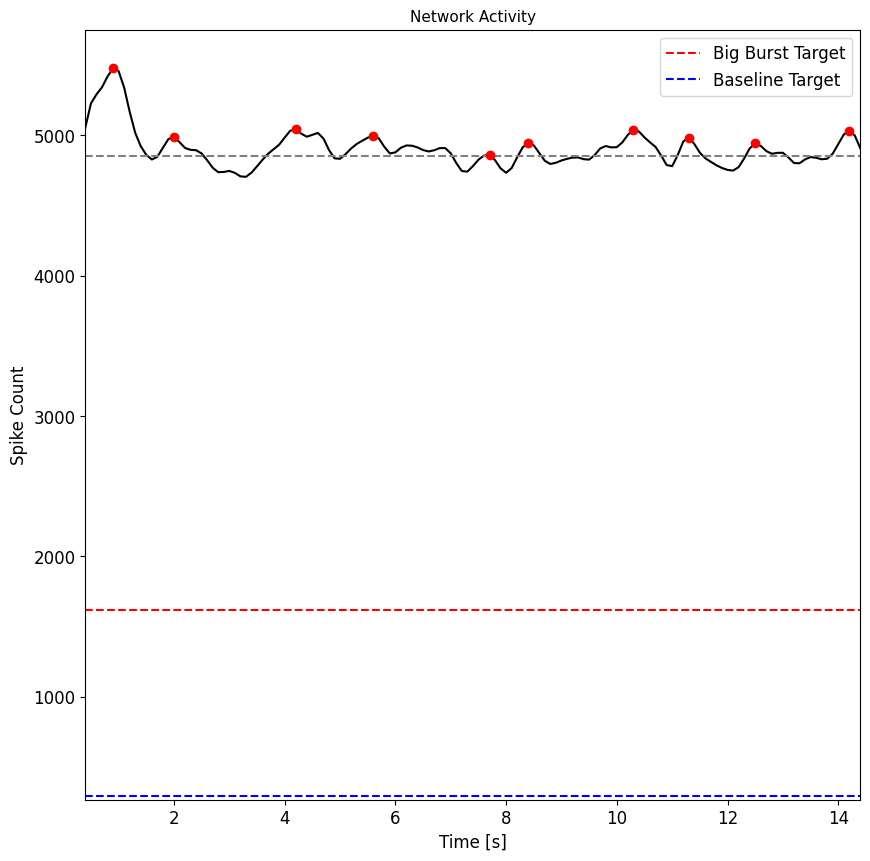 Network Activity
Big Burst Target
Baseline Target
5000
4000
3000
2000
1000
Spike Count
2 4 6 8 10 12 14
Time [s]